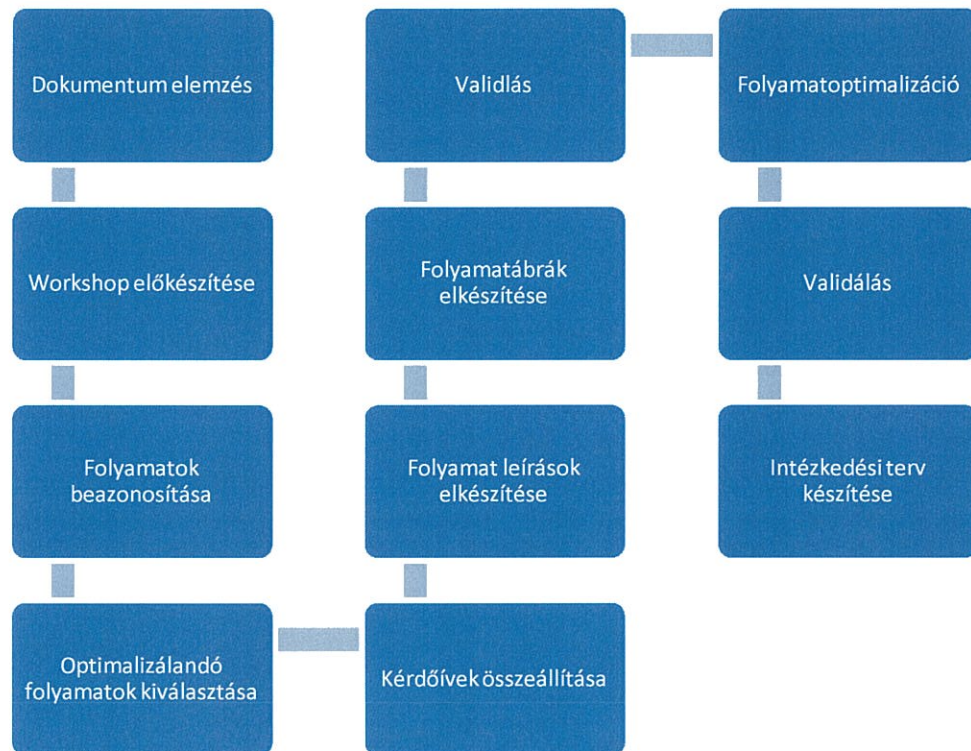 Dokumentum elemzés
Workshop előkészítése
Folyamatok
beazonosítása
Optimalizálandó
folyamatok kiválasztása
Kérdőívek összeállítása
Folyamat leírások
elkészítése
Folyamatábrák
elkészítése
Validlás
Folyamatoptimalizáció
Validálás
Intézkedési terv
készítése